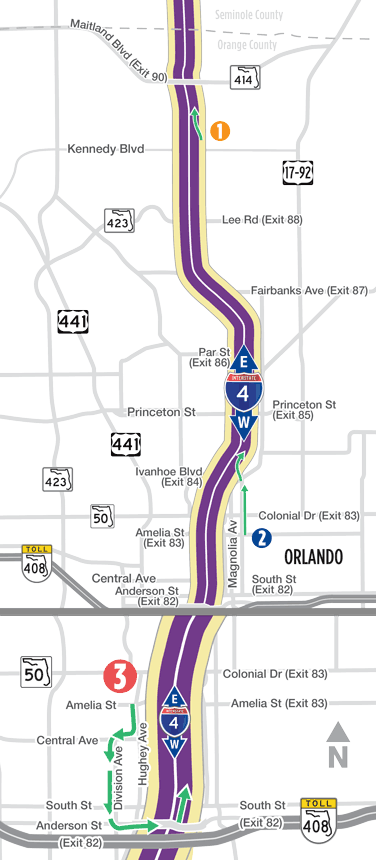 Seminole County
Maitland Blvd (Exit 90)
Orange County
414
1
Kennedy Blvd
17-92
423
Lee Rd (Exit 88)
Fairbanks Ave (Exit 87)
441
Par St
(Exit 86)
E
INTERSTATE
4
W
Princeton St
Princeton St
(Exit 85)
441
Ivanhoe Blvd
(Exit 84)
423
50
Colonial Dr (Exit 83)
Amelia St
(Exit 83)
Magnolia Av
2
ORLANDO
TOLL
408
Central Ave
Anderson St
(Exit 82)
South St
(Exit 82)
50
3
Colonial Dr (Exit 83)
E
4
W
Amelia St
Amelia St (Exit 83)
Central Ave
Division Ave
Hughey Ave
N
South St
South St
(Exit 82)
TOLL
408
Anderson St
(Exit 82)